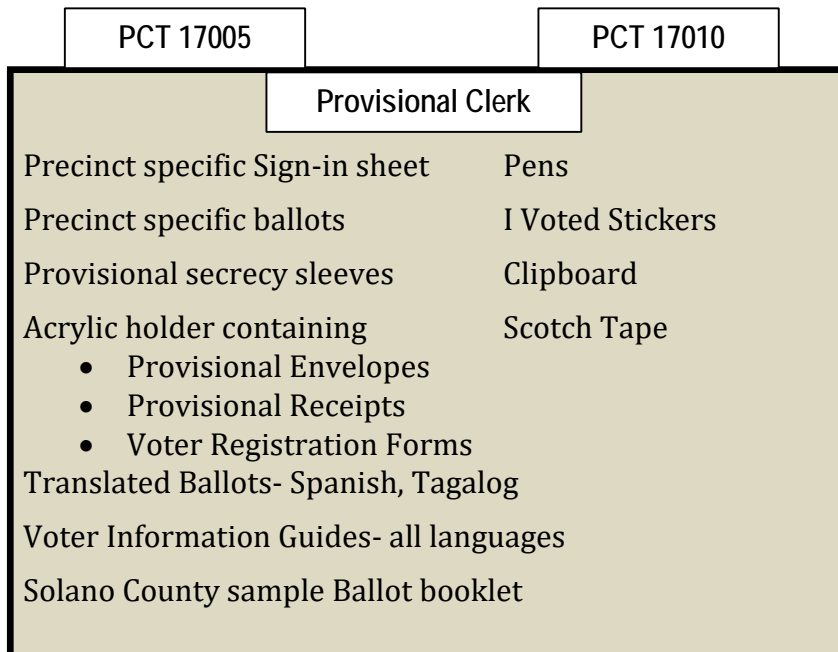 PCT 17005
PCT 17010
Provisional Clerk
Precinct specific Sign-in sheet
Precinct specific ballots
Provisional secrecy sleeves
Acrylic holder containing
• Provisional Envelopes
• Provisional Receipts
• Voter Registration Forms
Translated Ballots- Spanish, Tagalog
Voter Information Guides- all languages
Solano County sample Ballot booklet
Pens
I Voted Stickers
Clipboard
Scotch Tape